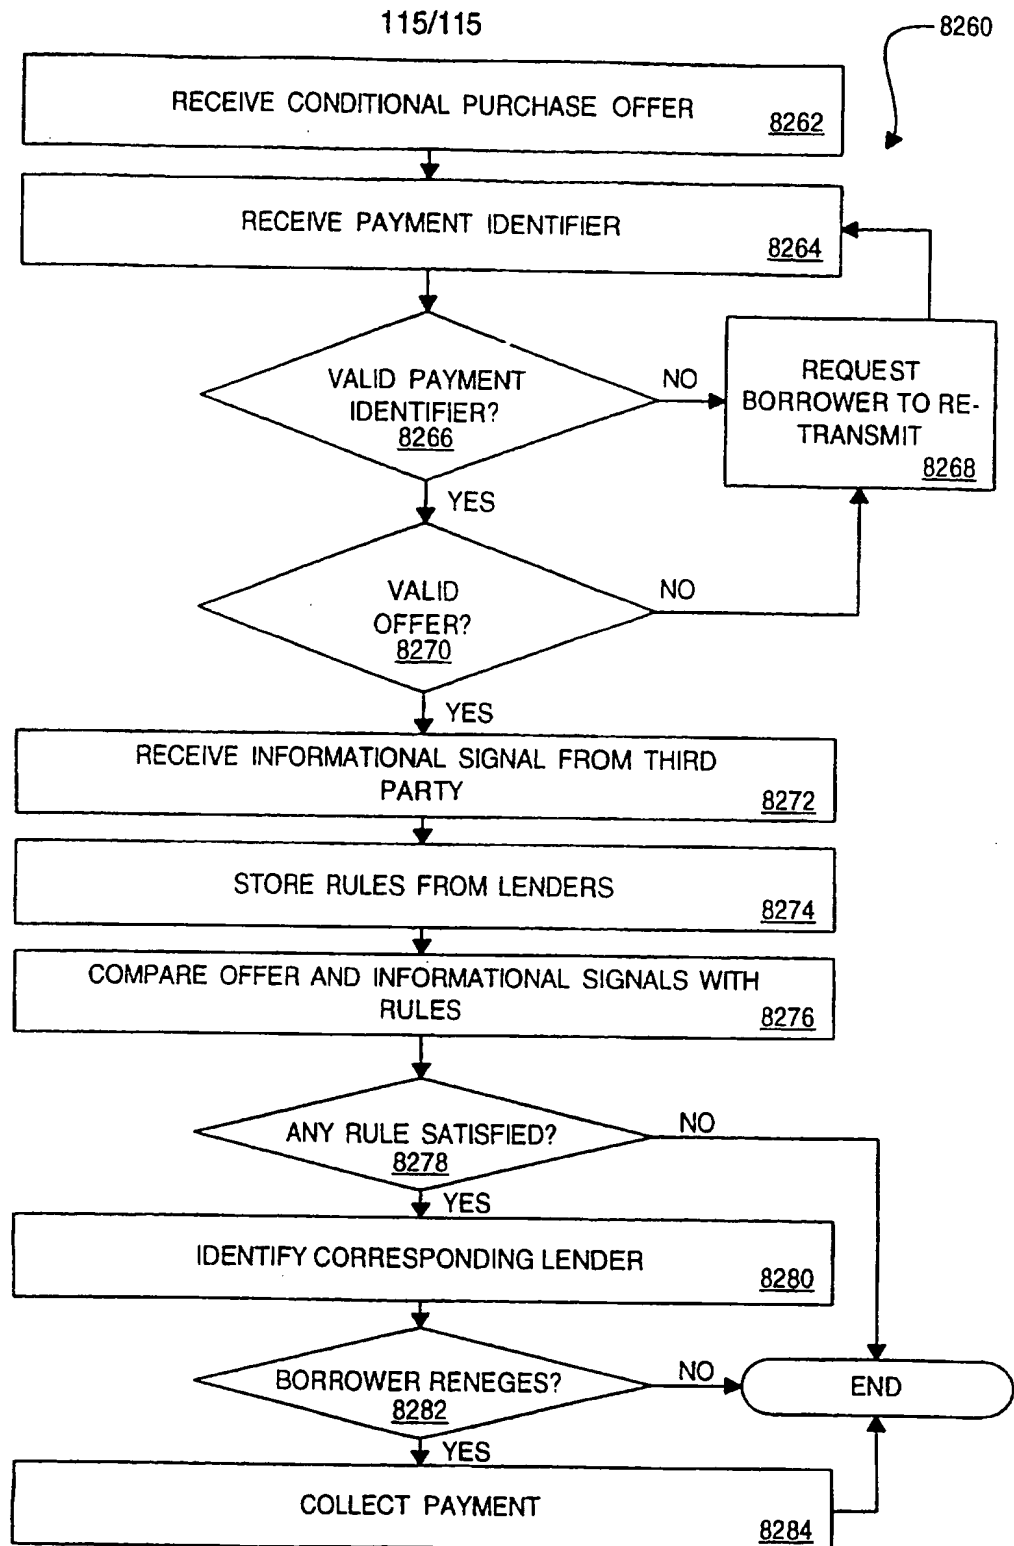 115/115
8260
RECEIVE CONDITIONAL PURCHASE OFFER
8262
RECEIVE PAYMENT IDENTIFIER
8264
VALID PAYMENT
IDENTIFIER?
8266
NO
REQUEST
BORROWER TO RE-
TRANSMIT
8268
YES
VALID
OFFER?
8270
NO
YES
RECEIVE INFORMATIONAL SIGNAL FROM THIRD
PARTY
8272
STORE RULES FROM LENDERS
8274
COMPARE OFFER AND INFORMATIONAL SIGNALS WITH
RULES
8276
ANY RULE SATISFIED?
8278
NO
YES
IDENTIFY CORRESPONDING LENDER
8280
BORROWER RENEGES?
8282
NO
END
YES
COLLECT PAYMENT
8284